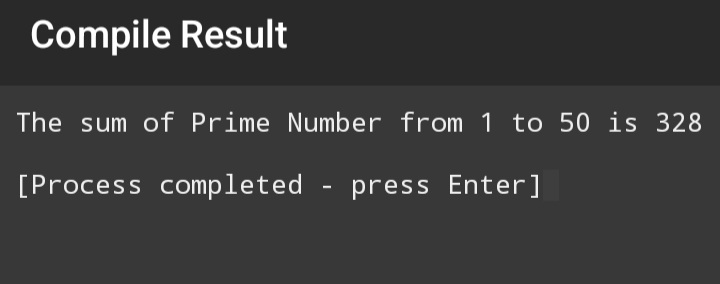 Compile Result
The sum of Prime Number from 1 to 50 is 328
[Process completed - press Enter]